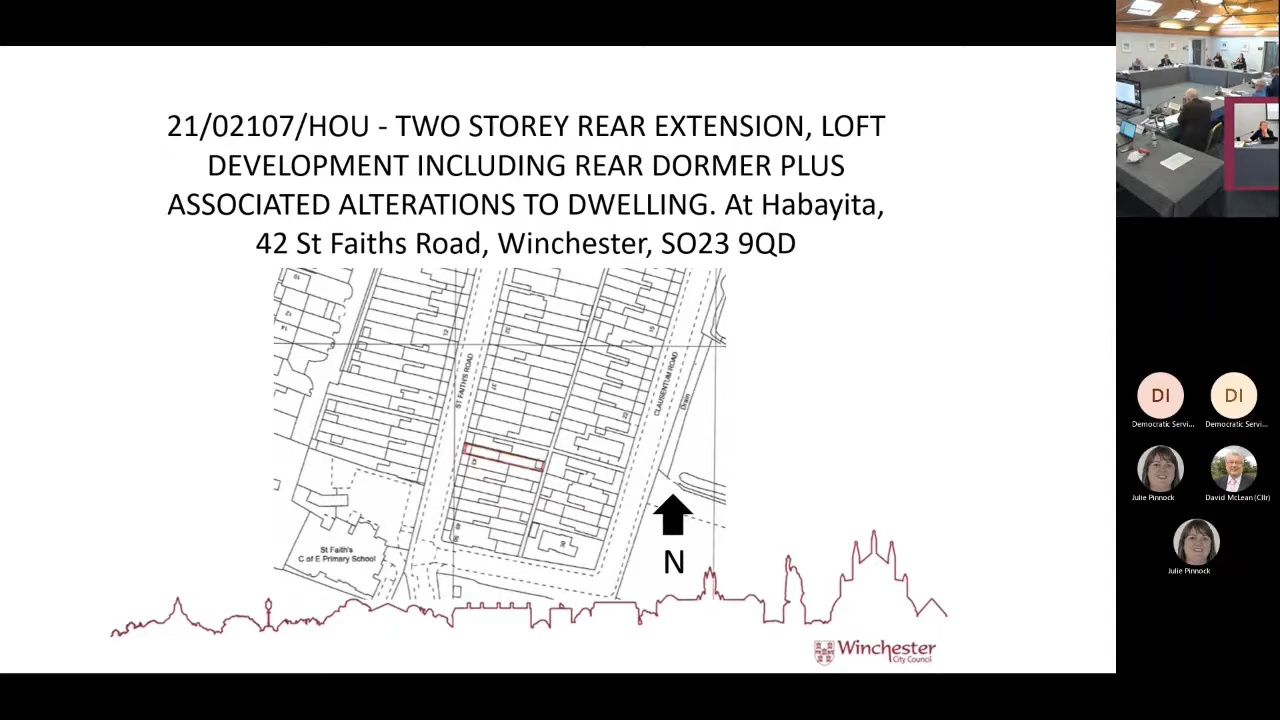 21/02107/HOU - TWO STOREY REAR EXTENSION, LOFT
DEVELOPMENT INCLUDING REAR DORMER PLUS
ASSOCIATED ALTERATIONS TO DWELLING. At Habayita,
42 St Faiths Road, Winchester, SO23 9QD
ST FAITH'S ROAD
CLAUSENTUM ROAD
Drain
St Faith's
C of E Primary School
N
Winchester
City Council
DI
DI
Democratic Servi...
Democratic Servi...
Julie Pinnock
David McLean (Cllr)
Julie Pinnock